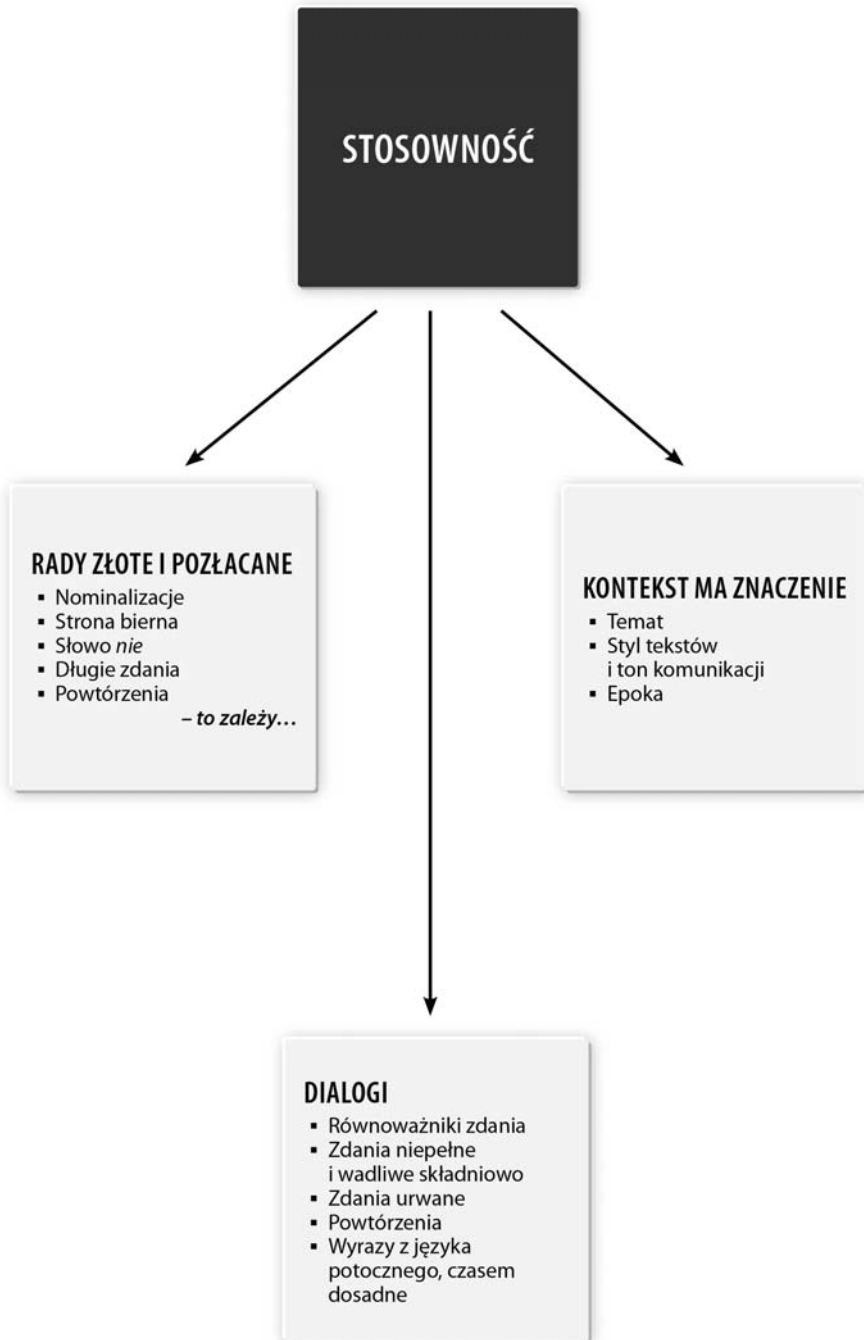 STOSOWNOŚĆ
RADY ZŁOTE I POZŁACANE
▪ Nominalizacje
▪ Strona bierna
▪ Słowo nie
▪ Długie zdania
▪ Powtórzenia
– to zależy…
KONTEKST MA ZNACZENIE
▪ Temat
▪ Styl tekstów
i ton komunikacji
▪ Epoka
DIALOGI
▪ Równoważniki zdania
▪ Zdania niepełne
i wadliwe składniowo
▪ Zdania urwane
▪ Powtórzenia
▪ Wyrazy z języka
potocznego, czasem
dosadne